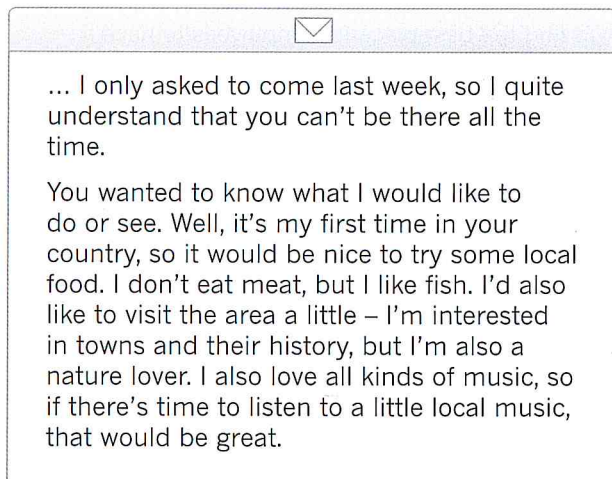 ... I only asked to come last week, so I quite
understand that you can't be there all the
time.
You wanted to know what I would like to
do or see. Well, it's my first time in your
country, so it would be nice to try some local
food. I don't eat meat, but I like fish. I'd also
like to visit the area a little – I'm interested
in towns and their history, but I'm also a
nature lover. I also love all kinds of music, so
if there's time to listen to a little local music,
that would be great.